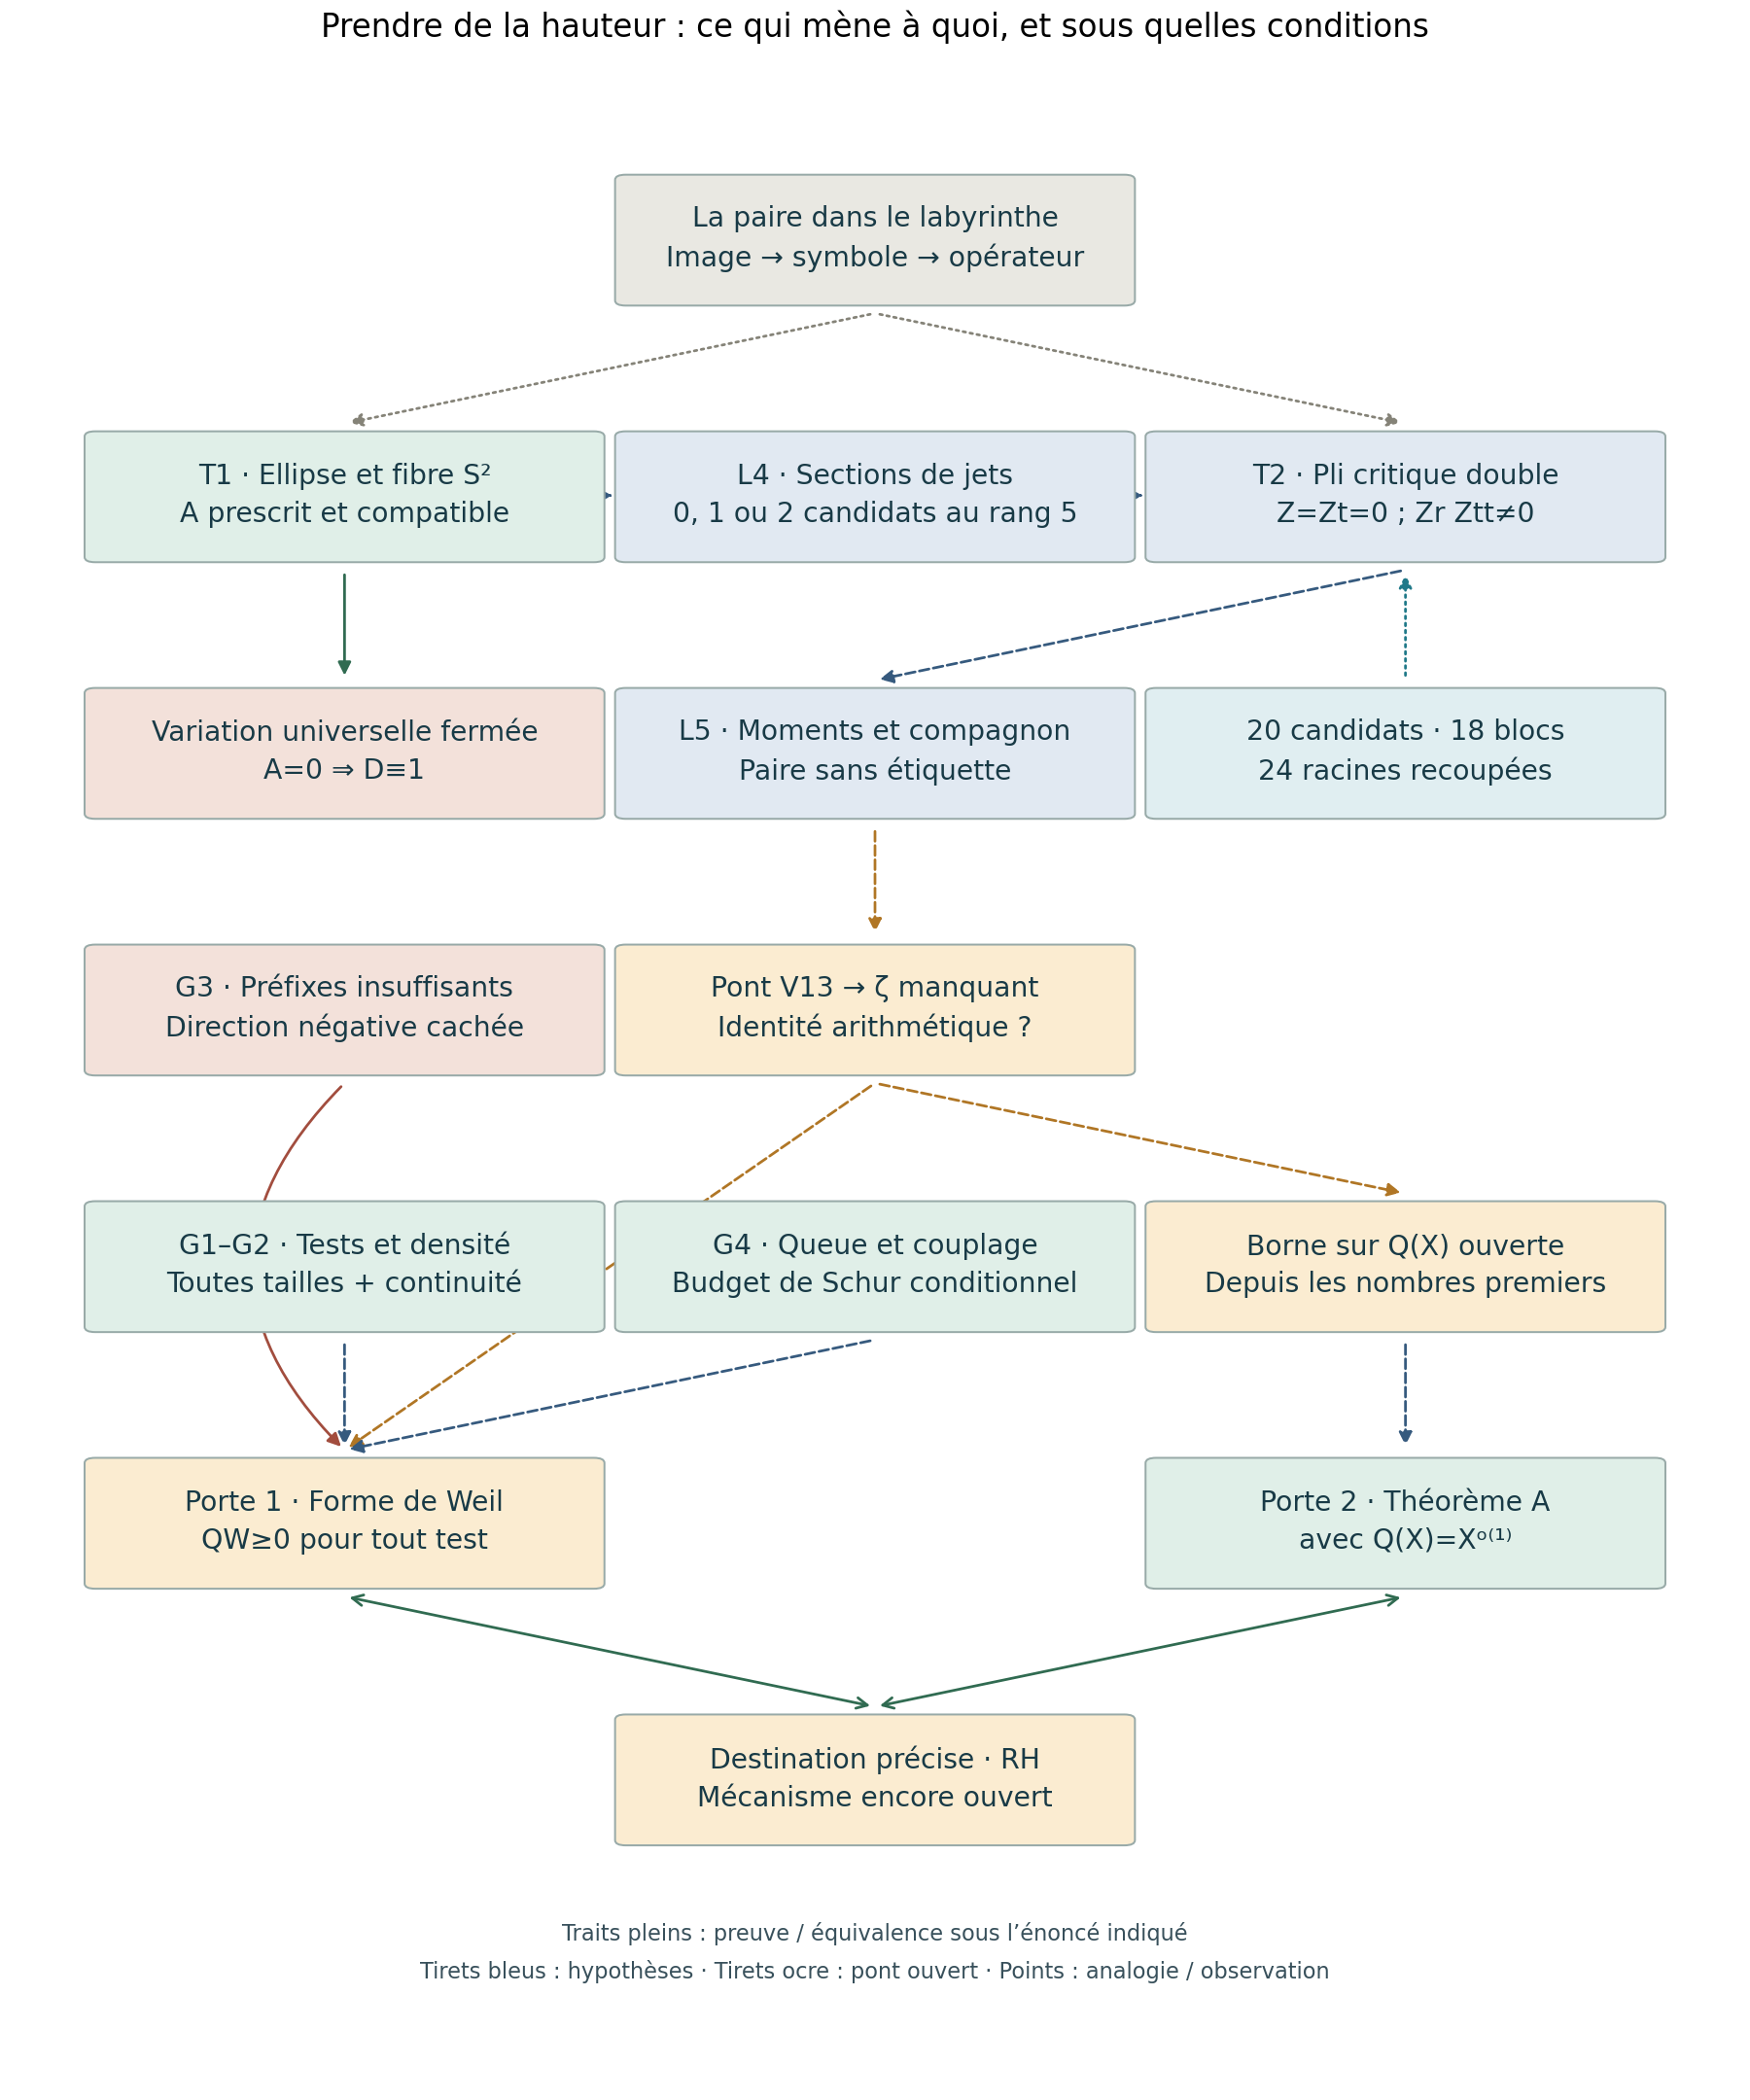 Prendre de la hauteur : ce qui mène à quoi, et sous quelles conditions
La paire dans le labyrinthe
Image → symbole → opérateur
T1 · Ellipse et fibre S²
A prescrit et compatible
L4 · Sections de jets
0, 1 ou 2 candidats au rang 5
T2 · Pli critique double
Z=Zt=0 ; Zr Ztt≠0
Variation universelle fermée
A=0 ⇒ D≡1
L5 · Moments et compagnon
Paire sans étiquette
20 candidats · 18 blocs
24 racines recoupées
G3 · Préfixes insuffisants
Direction négative cachée
Pont V13 → ζ manquant
Identité arithmétique ?
G1–G2 · Tests et densité
Toutes tailles + continuité
G4 · Queue et couplage
Budget de Schur conditionnel
Borne sur Q(X) ouverte
Depuis les nombres premiers
Porte 1 · Forme de Weil
QW≥0 pour tout test
Porte 2 · Théorème A
avec Q(X)=Xᵒ⁽¹⁾
Destination précise · RH
Mécanisme encore ouvert
Traits pleins : preuve / équivalence sous l’énoncé indiqué
Tirets bleus : hypothèses · Tirets ocre : pont ouvert · Points : analogie / observation